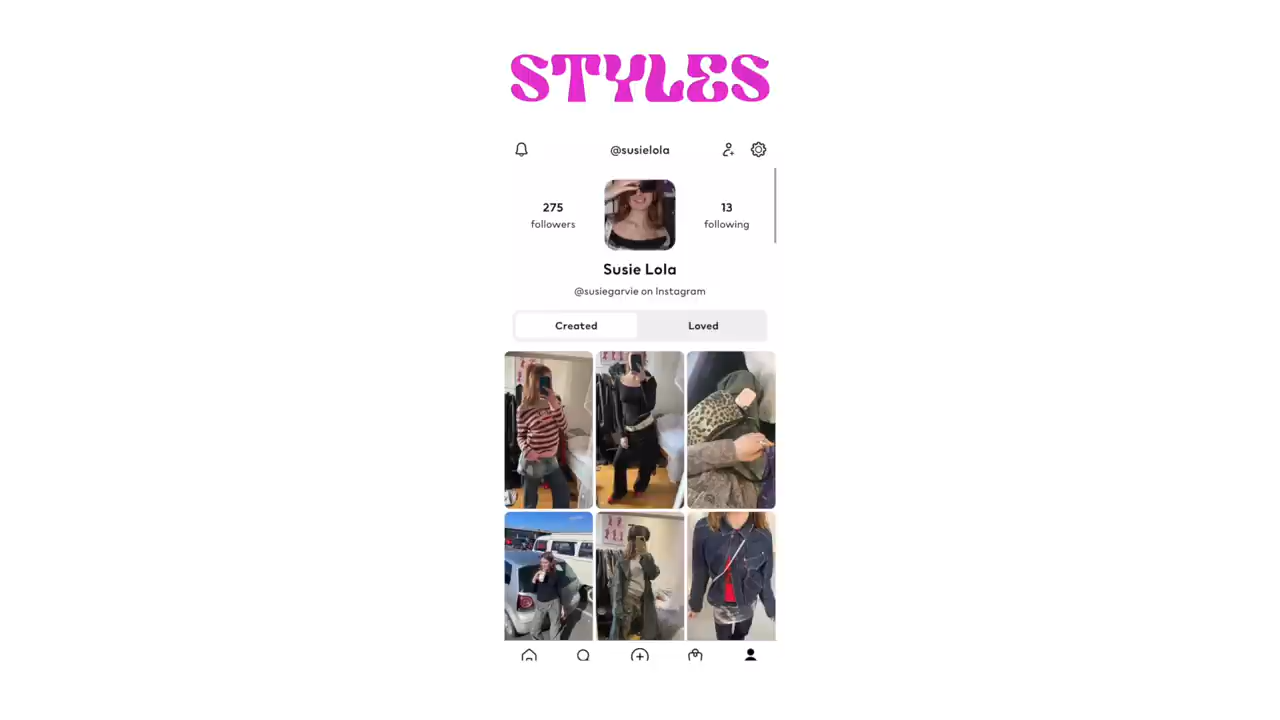 STYLES
@susielola
275
followers
13
following
Susie Lola
@susiegarvie on Instagram
Created
Loved